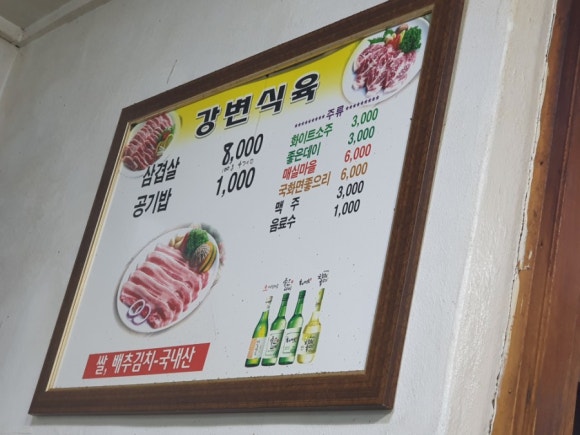 강변식육
삼겹살 8,000
공기밥 1,000
********* 주류 *********
화이트소주 3,000
좋은데이 3,000
매실마을 6,000
국화면좋으리 6,000
맥 주 3,000
음료수 1,000
쌀, 배추김치-국내산